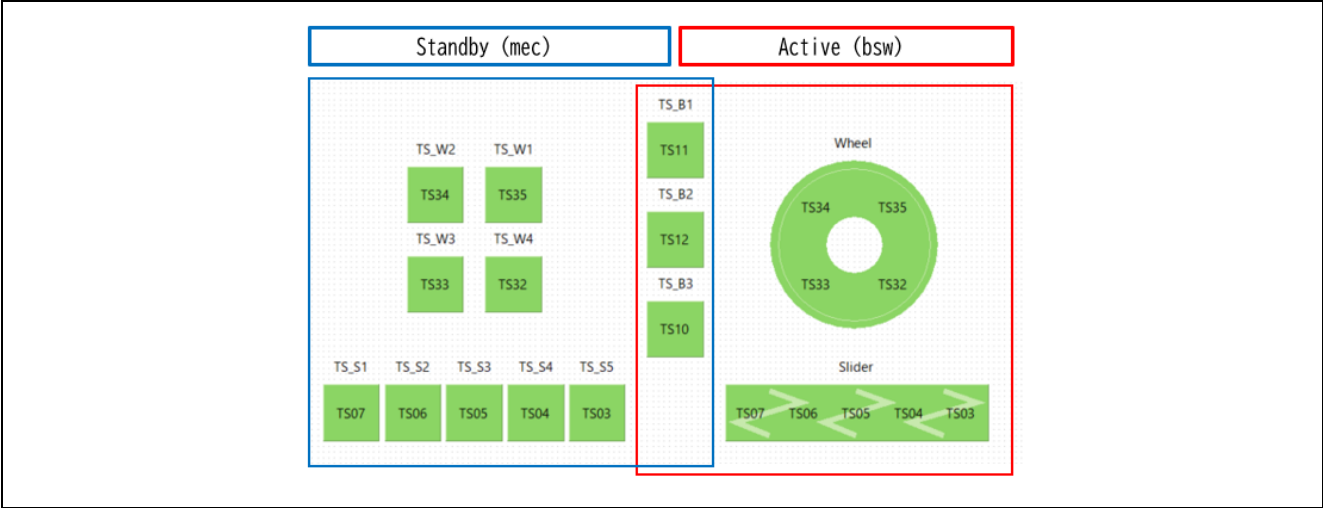 Standby (mec)
Active (bsw)
TS_B1
TS11
TS_W2 TS_W1
TS34 TS35
TS_B2
TS12
TS_W3 TS_W4
TS33 TS32
TS_B3
TS10
TS_S1 TS_S2 TS_S3 TS_S4 TS_S5
TS07 TS06 TS05 TS04 TS03
Wheel
TS34 TS35
TS33 TS32
Slider
TS07 TS06 TS05 TS04 TS03